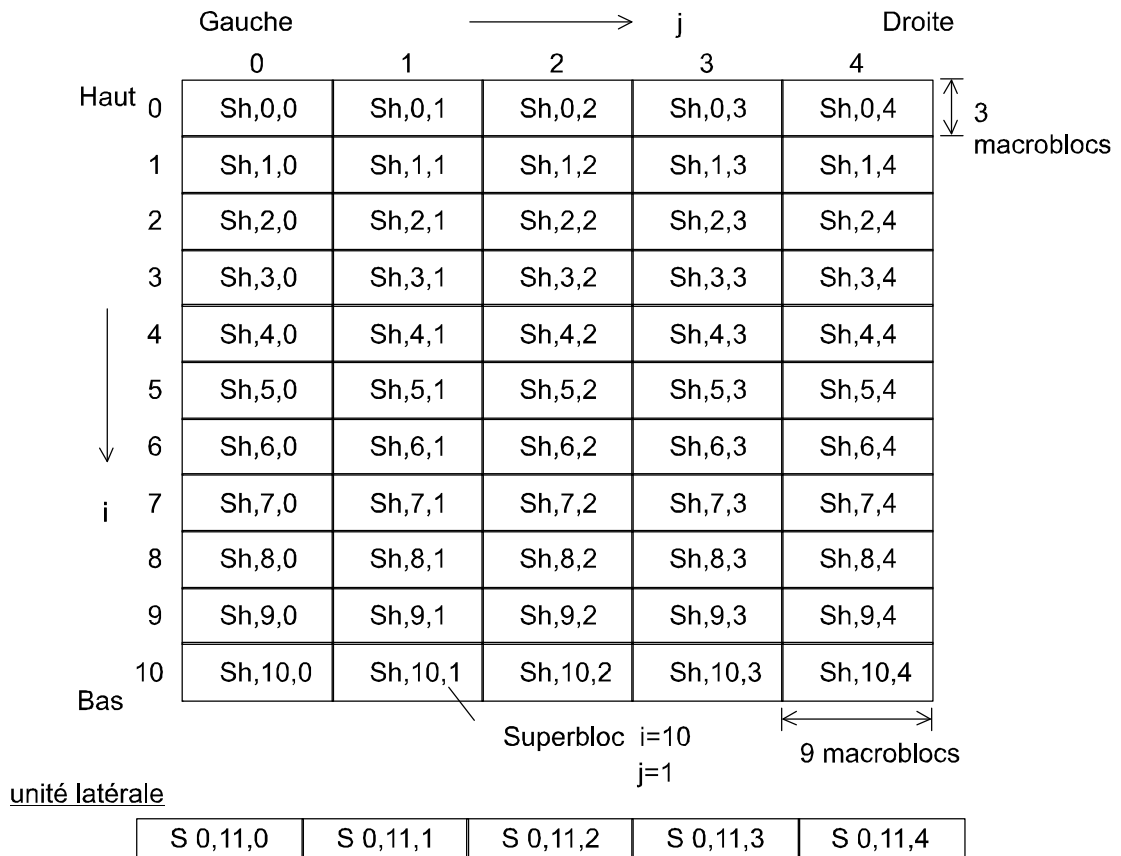 Gauche j Droite
0 1 2 3 4
Haut 0 Sh,0,0 Sh,0,1 Sh,0,2 Sh,0,3 Sh,0,4 3
macroblocs
1 Sh,1,0 Sh,1,1 Sh,1,2 Sh,1,3 Sh,1,4
2 Sh,2,0 Sh,2,1 Sh,2,2 Sh,2,3 Sh,2,4
3 Sh,3,0 Sh,3,1 Sh,3,2 Sh,3,3 Sh,3,4
4 Sh,4,0 Sh,4,1 Sh,4,2 Sh,4,3 Sh,4,4
5 Sh,5,0 Sh,5,1 Sh,5,2 Sh,5,3 Sh,5,4
6 Sh,6,0 Sh,6,1 Sh,6,2 Sh,6,3 Sh,6,4
i 7 Sh,7,0 Sh,7,1 Sh,7,2 Sh,7,3 Sh,7,4
8 Sh,8,0 Sh,8,1 Sh,8,2 Sh,8,3 Sh,8,4
9 Sh,9,0 Sh,9,1 Sh,9,2 Sh,9,3 Sh,9,4
10 Sh,10,0 Sh,10,1 Sh,10,2 Sh,10,3 Sh,10,4
Bas
Superbloc i=10
j=1
9 macroblocs
unité latérale
S 0,11,0 S 0,11,1 S 0,11,2 S 0,11,3 S 0,11,4